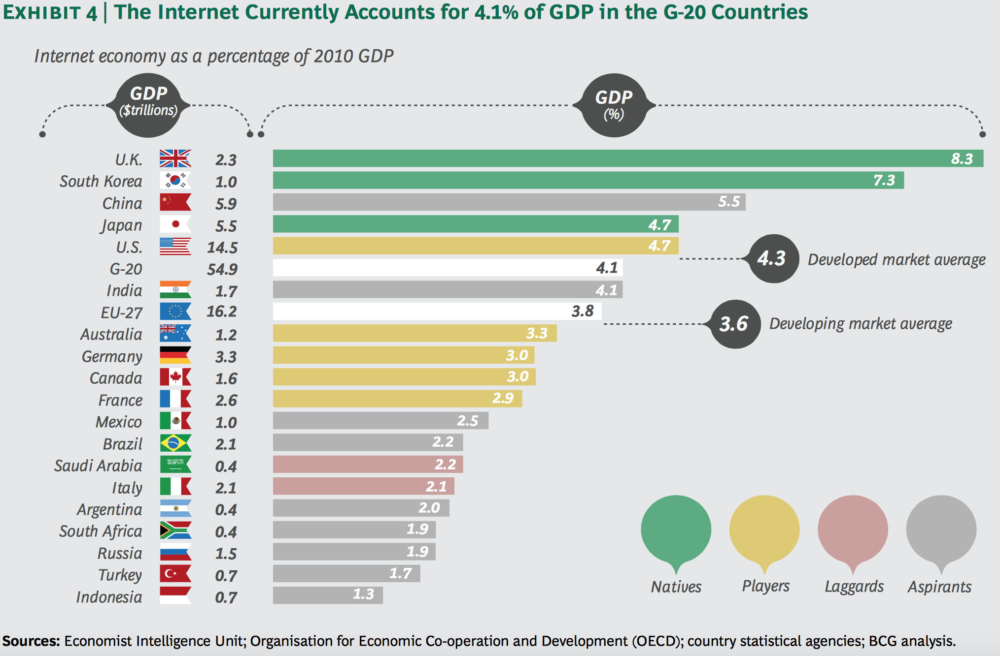 EXHIBIT 4 | The Internet Currently Accounts for 4.1% of GDP in the G-20 Countries
Internet economy as a percentage of 2010 GDP
GDP
($trillions)
GDP
(%)
U.K. 2.3 8.3
South Korea 1.0 7.3
China 5.9 5.5
Japan 5.5 4.7
U.S. 14.5 4.7
4.3 Developed market average
G-20 54.9 4.1
India 1.7 4.1
EU-27 16.2 3.8
3.6 Developing market average
Australia 1.2 3.3
Germany 3.3 3.0
Canada 1.6 3.0
France 2.6 2.9
Mexico 1.0 2.5
Brazil 2.1 2.2
Saudi Arabia 0.4 2.2
Italy 2.1 2.1
Argentina 0.4 2.0
South Africa 0.4 1.9
Russia 1.5 1.9
Turkey 0.7 1.7
Indonesia 0.7 1.3
Natives Players Laggards Aspirants
Sources: Economist Intelligence Unit; Organisation for Economic Co-operation and Development (OECD); country statistical agencies; BCG analysis.